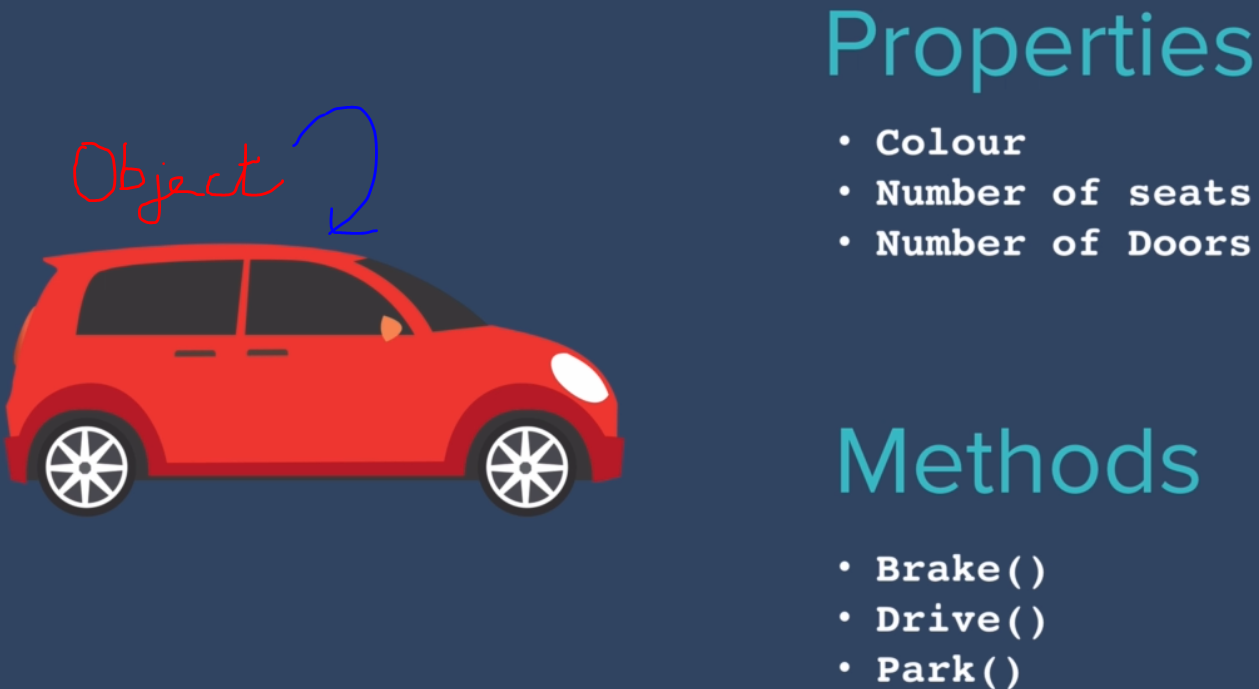 Properties
• Colour
• Number of seats
• Number of Doors
Object
Methods
• Brake()
• Drive()
• Park()